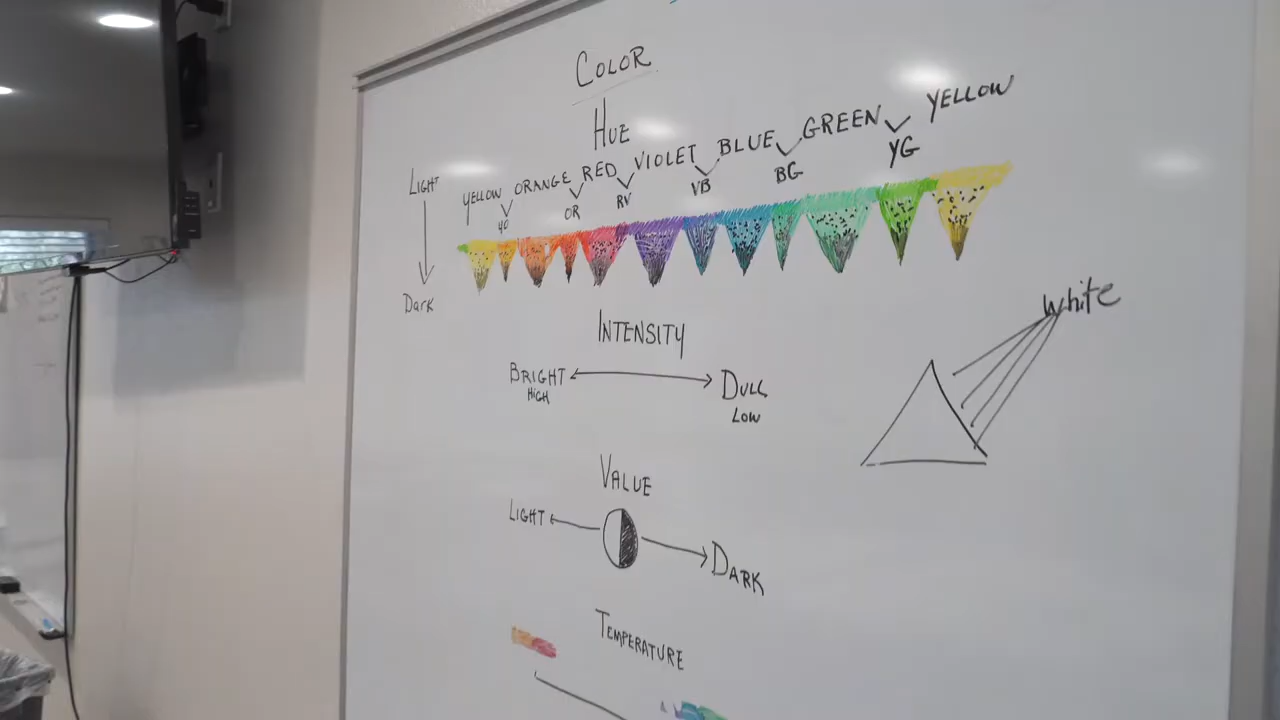 COLOR
HUE
LIGHT
YELLOW ORANGE RED VIOLET BLUE GREEN YELLOW
YO OR RV VB BG YG
DARK
INTENSITY
BRIGHT DULL
HIGH LOW
White
VALUE
LIGHT DARK
TEMPERATURE